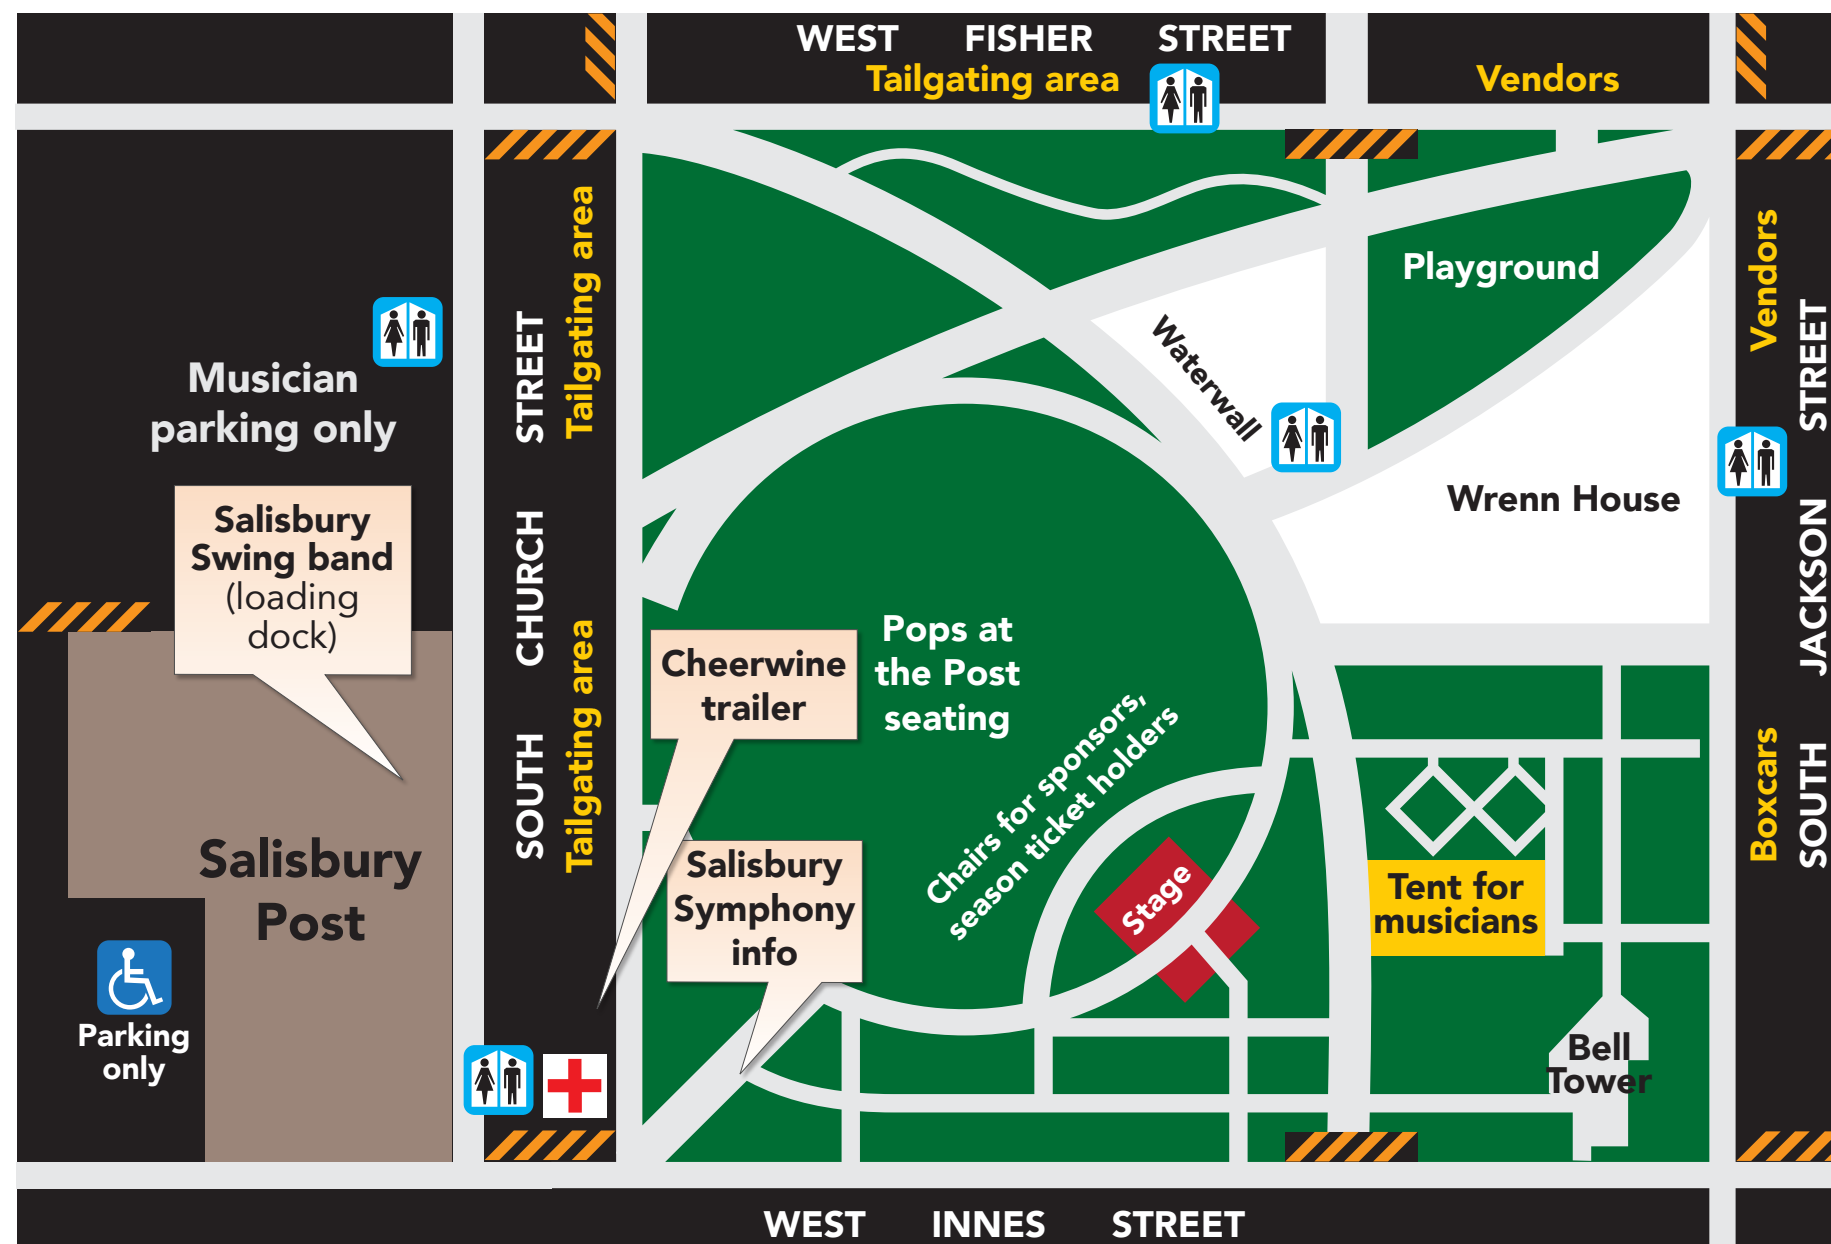 WEST FISHER STREET
Tailgating area
Vendors
Tailgating area
Vendors
Playground
Waterwall
SOUTH CHURCH STREET
SOUTH JACKSON STREET
Musician
parking only
Wrenn House
Salisbury
Swing band
(loading
dock)
Pops at
the Post
seating
Cheerwine
trailer
Tailgating area
Chairs for sponsors,
season ticket holders
Boxcars
Salisbury
Post
Salisbury
Symphony
info
Stage
Tent for
musicians
Parking
only
Bell
Tower
WEST INNES STREET